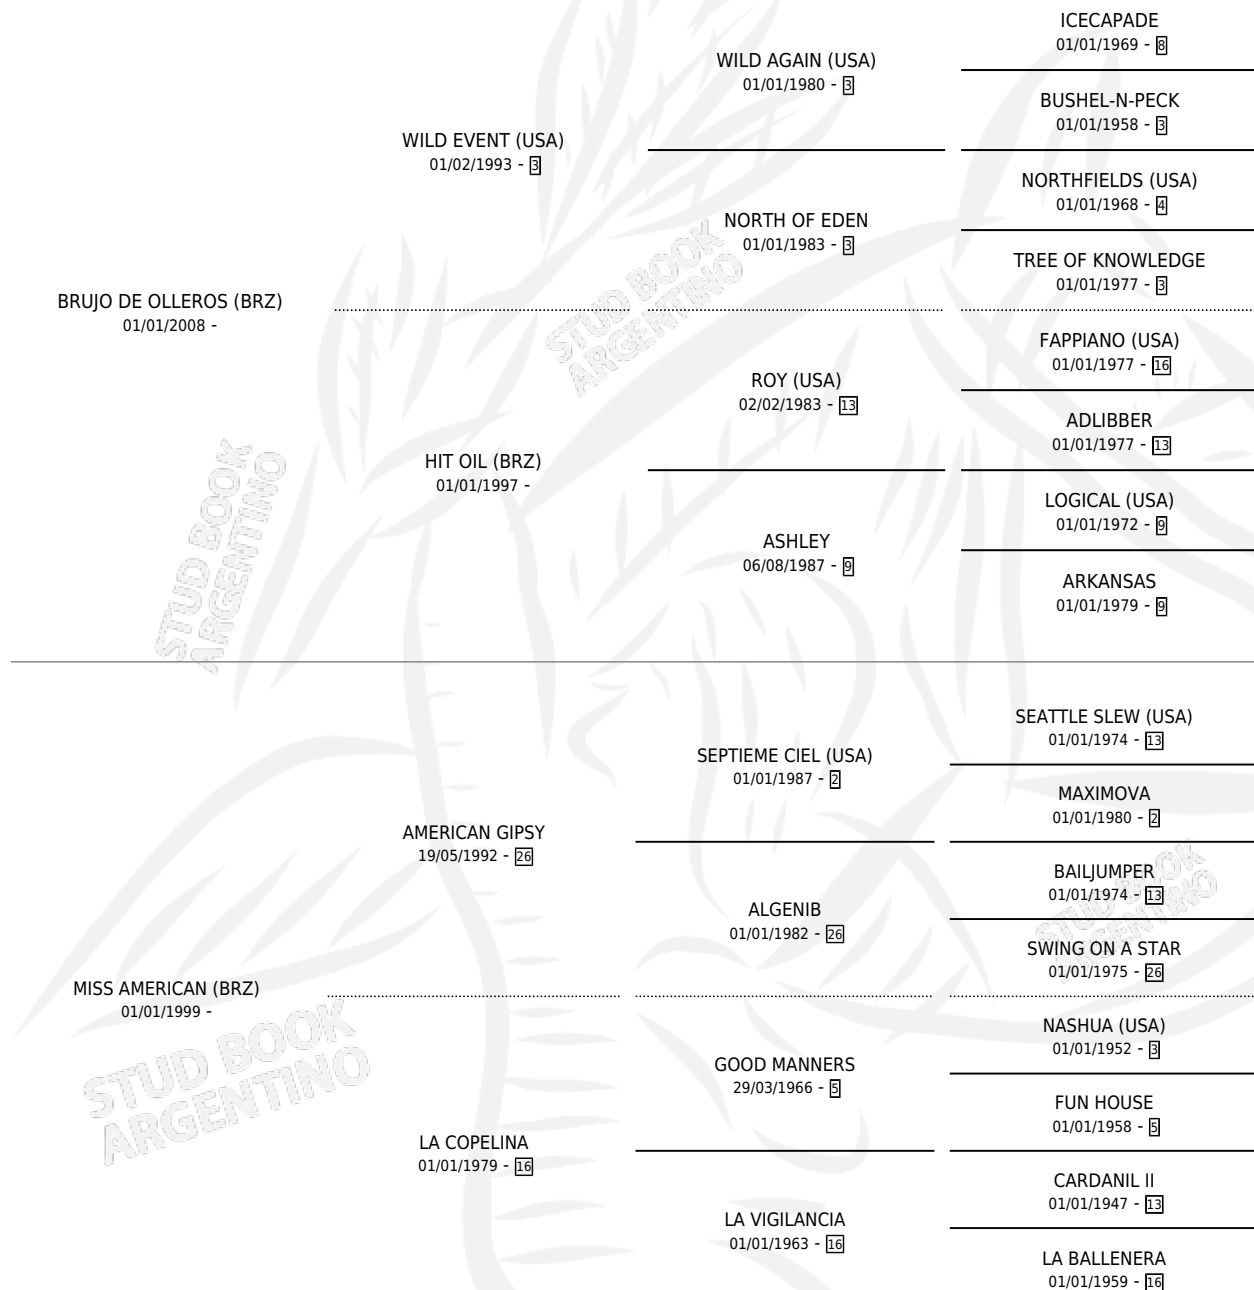 ICECAPADE
01/01/1969 - 8
WILD AGAIN (USA)
01/01/1980 - 3
BUSHEL-N-PECK
01/01/1958 - 3
WILD EVENT (USA)
01/02/1993 - 3
NORTHFIELDS (USA)
01/01/1968 - 4
NORTH OF EDEN
01/01/1983 - 3
TREE OF KNOWLEDGE
01/01/1977 - 3
BRUJO DE OLLEROS (BRZ)
01/01/2008 -
STUD BOOK
ARGENTINO
FAPPIANO (USA)
01/01/1977 - 16
ROY (USA)
02/02/1983 - 13
ADLIBBER
01/01/1977 - 13
HIT OIL (BRZ)
01/01/1997 -
LOGICAL (USA)
01/01/1972 - 9
ASHLEY
06/08/1987 - 9
ARKANSAS
01/01/1979 - 9
STUD BOOK
ARGENTINO
SEATTLE SLEW (USA)
01/01/1974 - 13
SEPTIEME CIEL (USA)
01/01/1987 - 2
MAXIMOVA
01/01/1980 - 2
AMERICAN GIPSY
19/05/1992 - 26
BAILJUMPER
01/01/1974 - 13
ALGENIB
01/01/1982 - 26
SWING ON A STAR
01/01/1975 - 26
STUD BOOK
ARGENTINO
MISS AMERICAN (BRZ)
01/01/1999 -
NASHUA (USA)
01/01/1952 - 3
GOOD MANNERS
29/03/1966 - 5
FUN HOUSE
01/01/1958 - 5
STUD BOOK
ARGENTINO
LA COPELINA
01/01/1979 - 16
CARDANIL II
01/01/1947 - 13
LA VIGILANCIA
01/01/1963 - 16
LA BALLENERA
01/01/1959 - 16